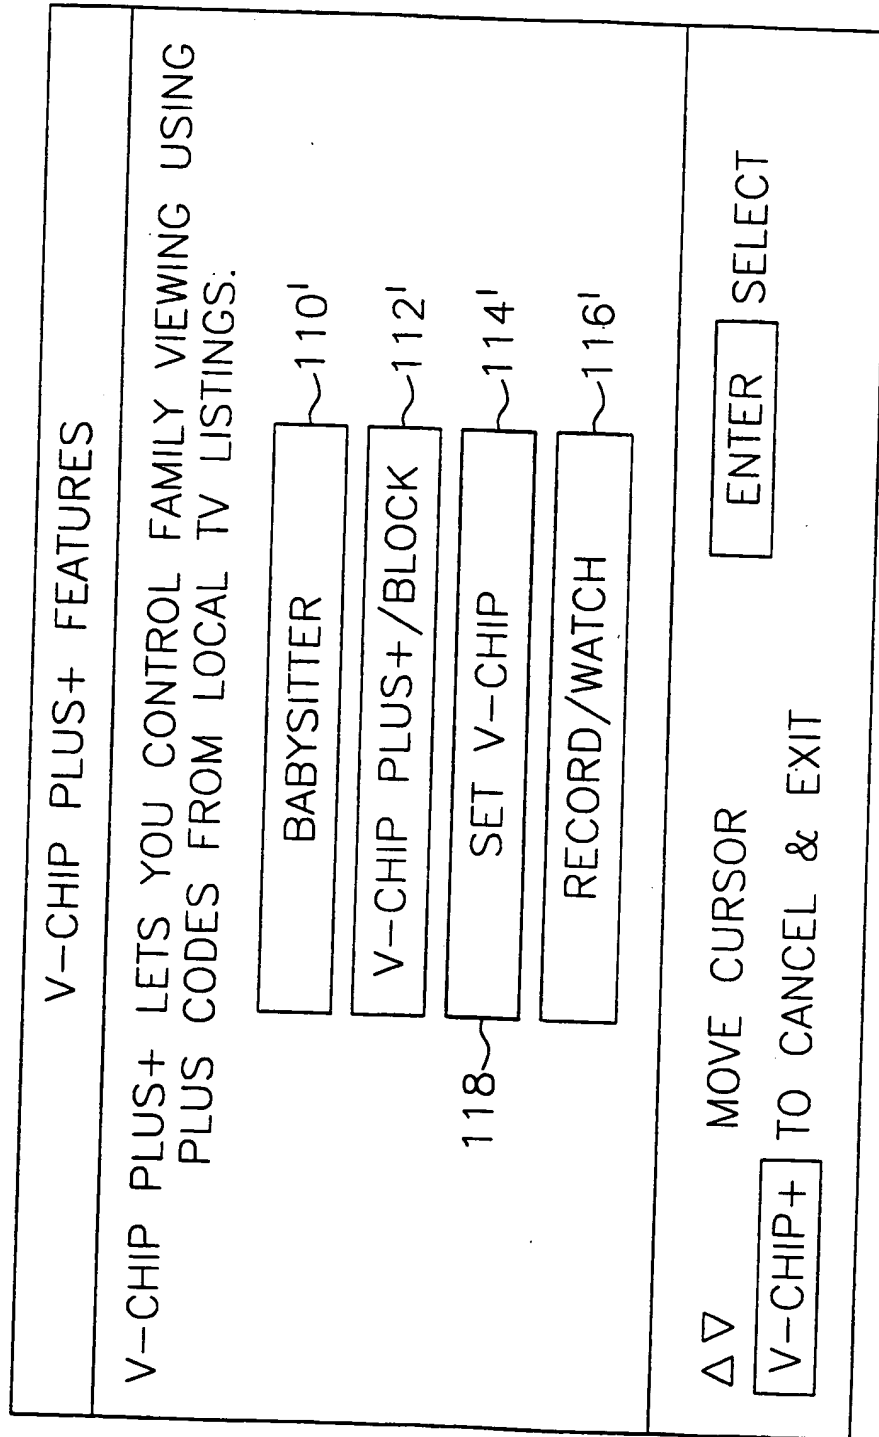 V-CHIP PLUS+ FEATURES
V-CHIP PLUS+ LETS YOU CONTROL FAMILY VIEWING USING
PLUS CODES FROM LOCAL TV LISTINGS.
BABYSITTER 110'
V-CHIP PLUS+/BLOCK 112'
118 SET V-CHIP 114'
RECORD/WATCH 116'
△▽ MOVE CURSOR ENTER SELECT
V-CHIP+ TO CANCEL & EXIT